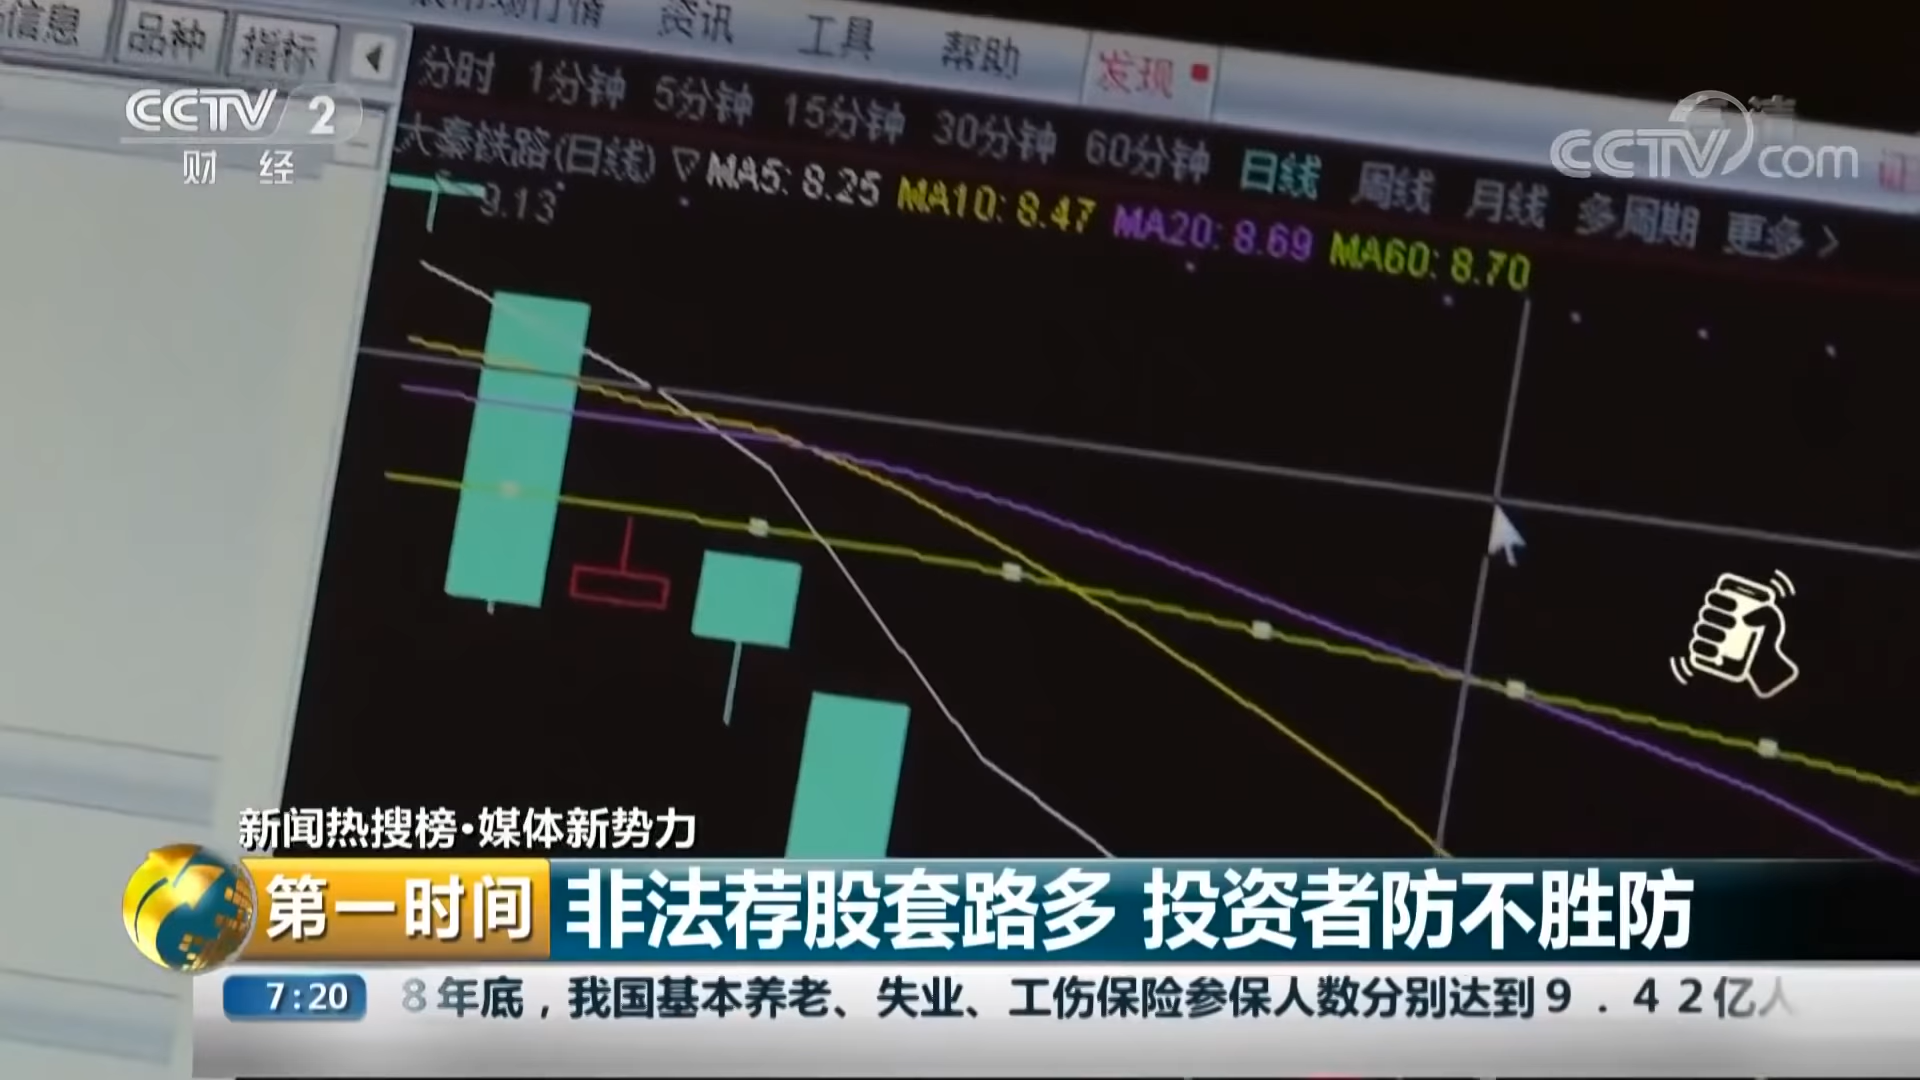 信息 品种 指标
市场行情 资讯 工具 帮助 发现
分时 1分钟 5分钟 15分钟 30分钟 60分钟 日线 周线 月线 多周期 更多
大秦铁路(日线) MA5: 8.25 MA10: 8.47 MA20: 8.69 MA60: 8.70
9.13
CCTV 2
财 经
CCTV com
新闻热搜榜·媒体新势力
第一时间
非法荐股套路多 投资者防不胜防
7:20
8年底，我国基本养老、失业、工伤保险参保人数分别达到9．42亿人